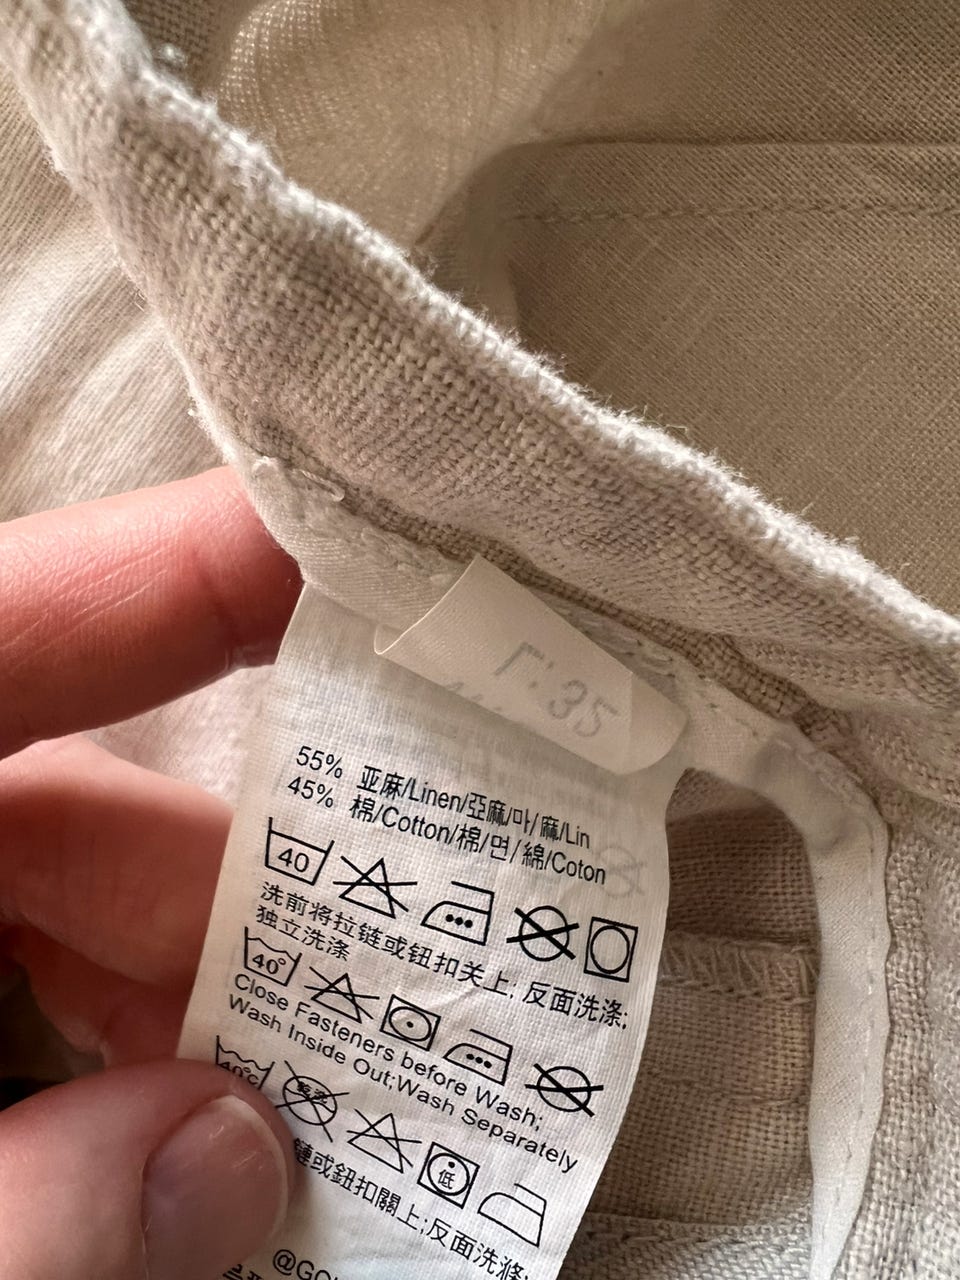 Г:35
55% 亚麻/Linen/亞麻/마/麻/Lin
45% 棉/Cotton/棉/면/綿/Coton
40
洗前将拉链或钮扣关上; 反面洗涤;
独立洗涤
40°
Close Fasteners before Wash;
Wash Inside Out;Wash Separately
40℃
低
鏈或鈕扣關上;反面洗滌;